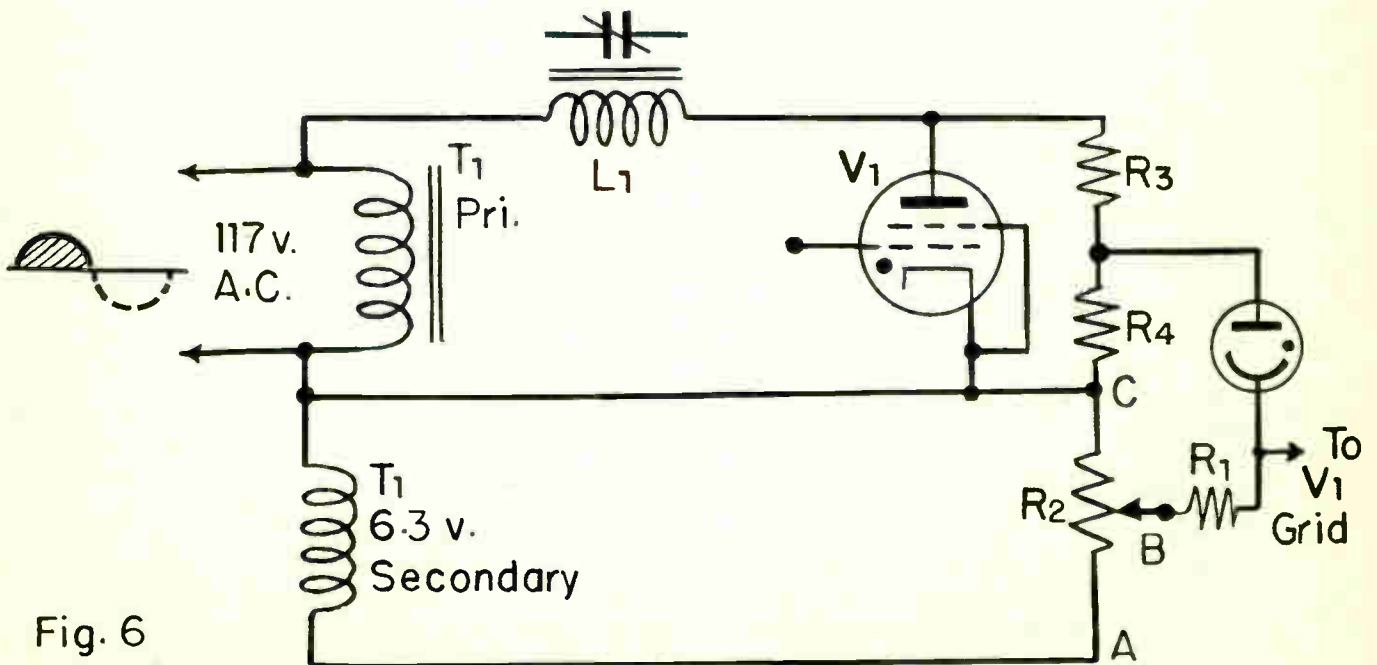 T1
Pri.
L1
V1
R3
117 v.
A.C.
R4
C
T1
6.3 v.
Secondary
R2
B
R1
To
V1
Grid
A
Fig. 6